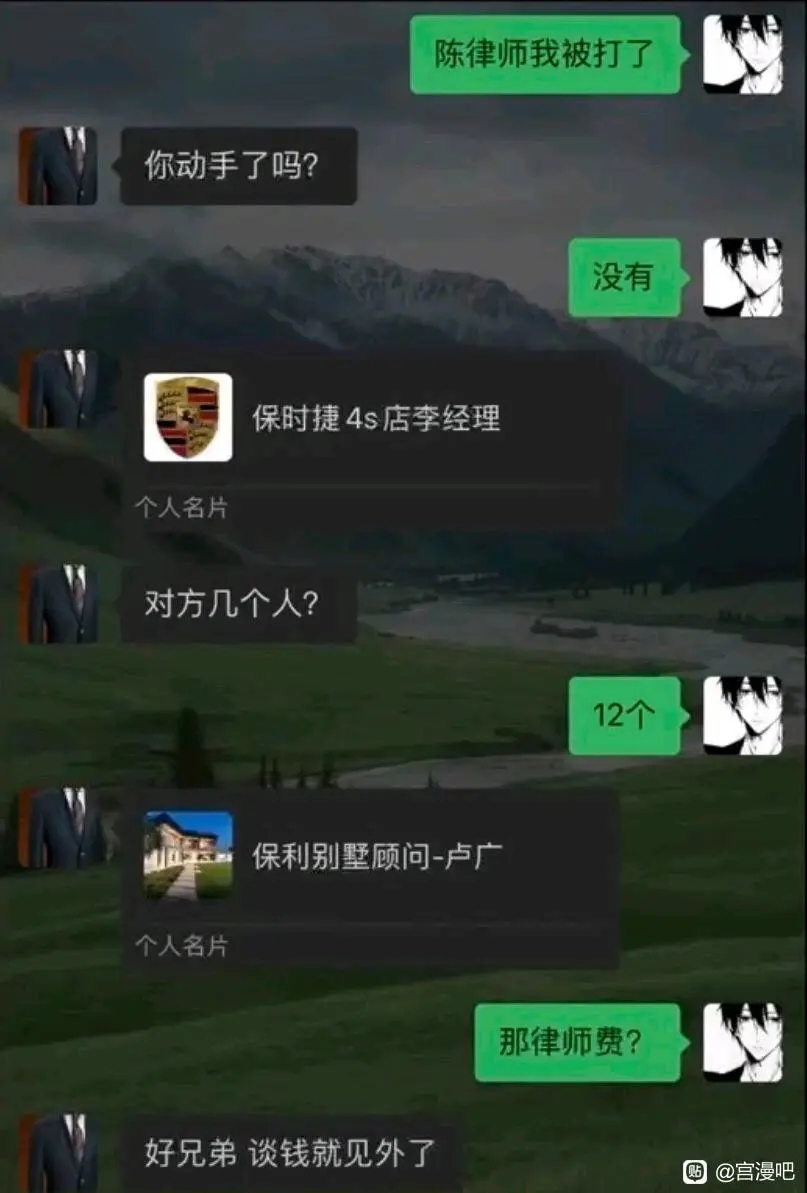 陈律师我被打了
你动手了吗?
没有
保时捷4s店李经理
个人名片
对方几个人?
12个
保利别墅顾问-卢广
个人名片
那律师费?
好兄弟 谈钱就见外了
贴 @宫漫吧